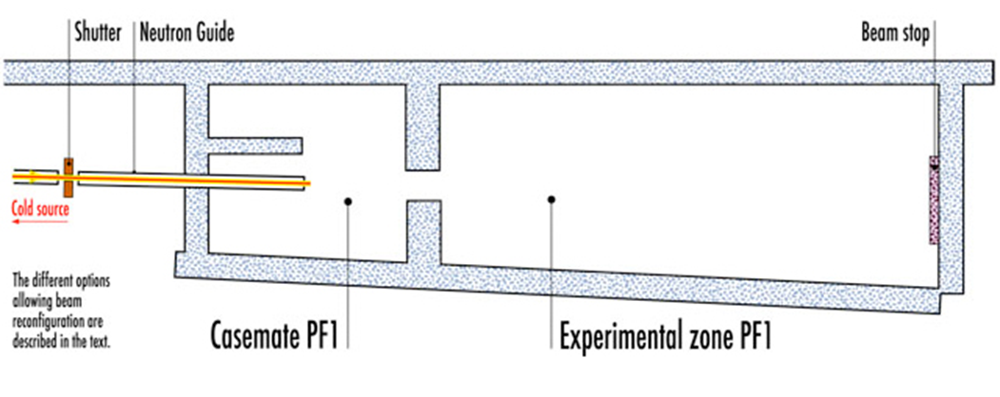 Shutter
Neutron Guide
Beam stop
Cold source
The different options
allowing beam
reconfiguration are
described in the text.
Casemate PF1
Experimental zone PF1